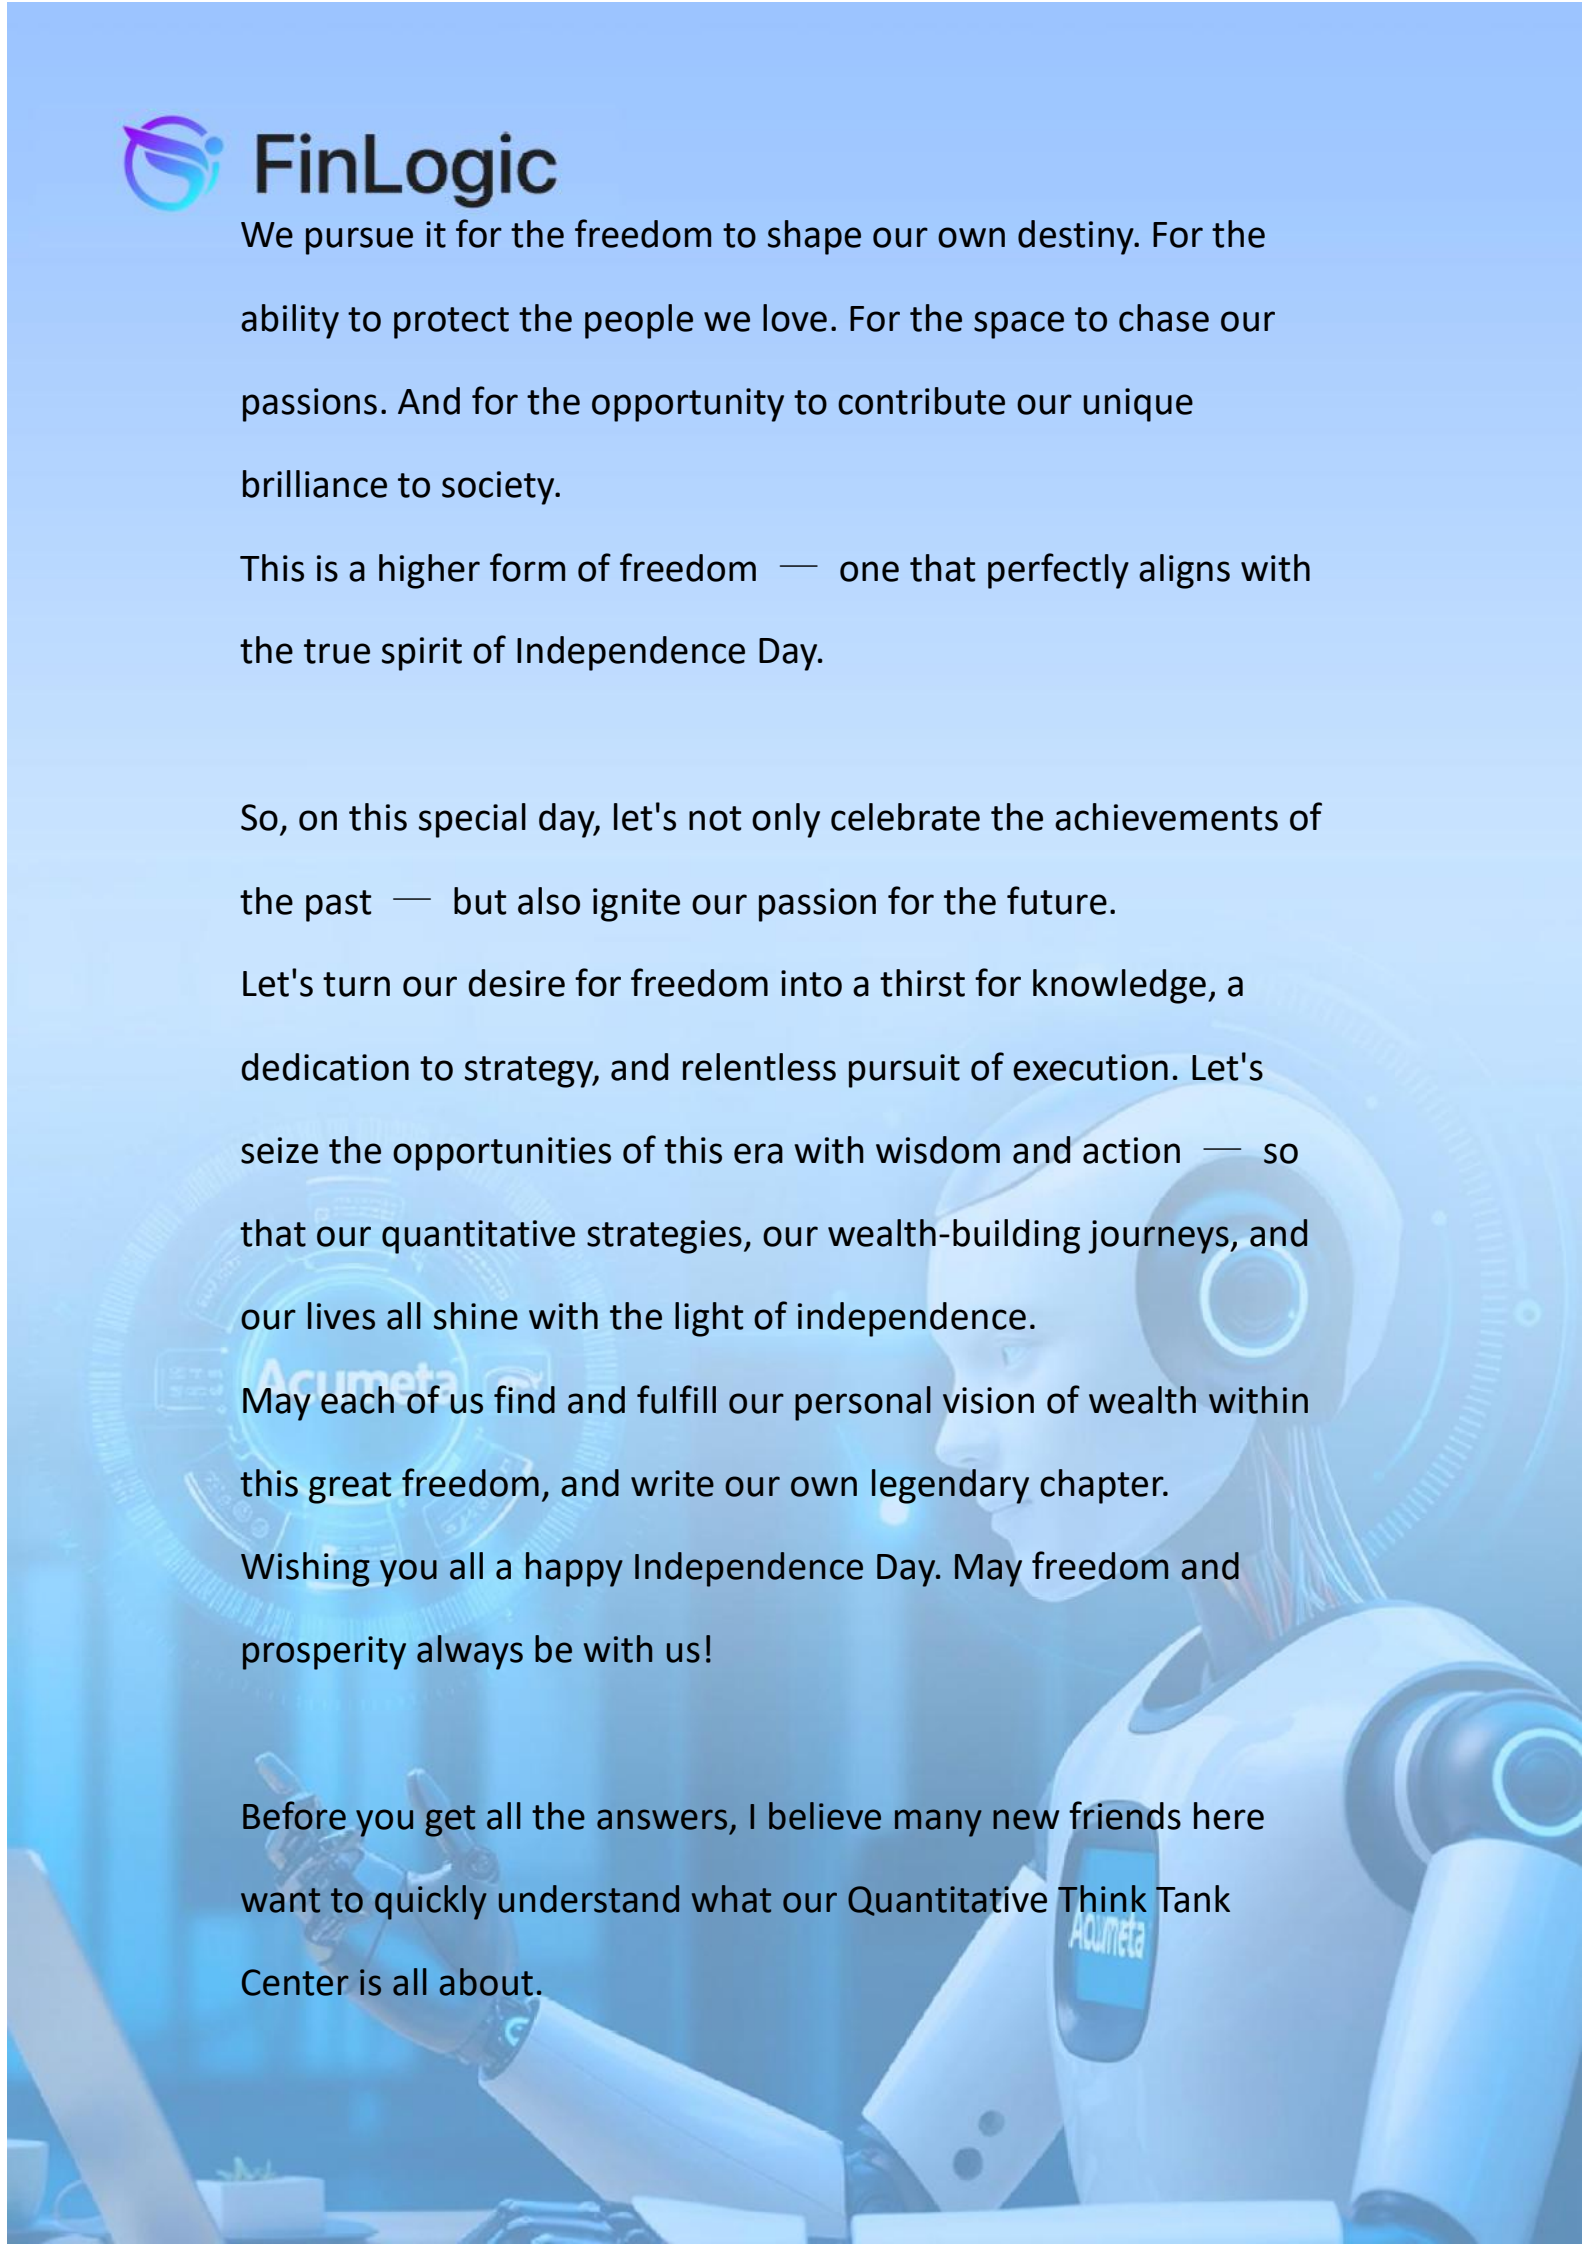 FinLogic
We pursue it for the freedom to shape our own destiny. For the
ability to protect the people we love. For the space to chase our
passions. And for the opportunity to contribute our unique
brilliance to society.
This is a higher form of freedom — one that perfectly aligns with
the true spirit of Independence Day.
So, on this special day, let's not only celebrate the achievements of
the past — but also ignite our passion for the future.
Let's turn our desire for freedom into a thirst for knowledge, a
dedication to strategy, and relentless pursuit of execution. Let's
seize the opportunities of this era with wisdom and action — so
that our quantitative strategies, our wealth-building journeys, and
our lives all shine with the light of independence.
Acumeta
May each of us find and fulfill our personal vision of wealth within
this great freedom, and write our own legendary chapter.
Wishing you all a happy Independence Day. May freedom and
prosperity always be with us!
Before you get all the answers, I believe many new friends here
want to quickly understand what our Quantitative Think Tank
Acumeta
Center is all about.